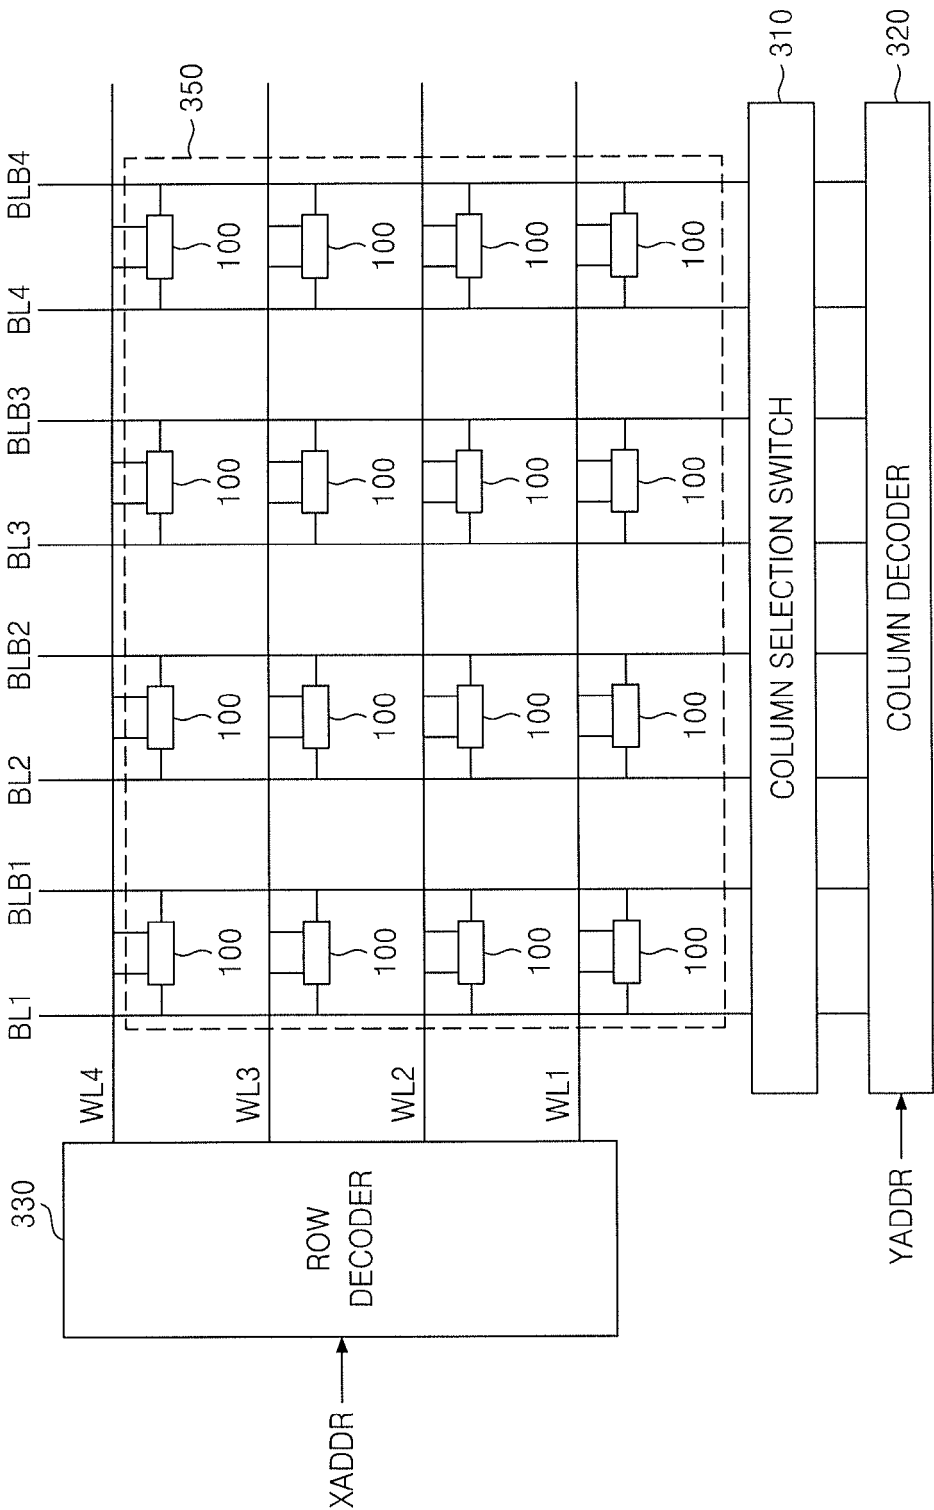 330
BL1
BLB1
BL2
BLB2
BL3
BLB3
BL4
BLB4
WL4
350
100
100
100
100
WL3
ROW
DECODER
XADDR
100
100
100
100
WL2
100
100
100
100
WL1
100
100
100
100
COLUMN SELECTION SWITCH
310
YADDR
COLUMN DECODER
320